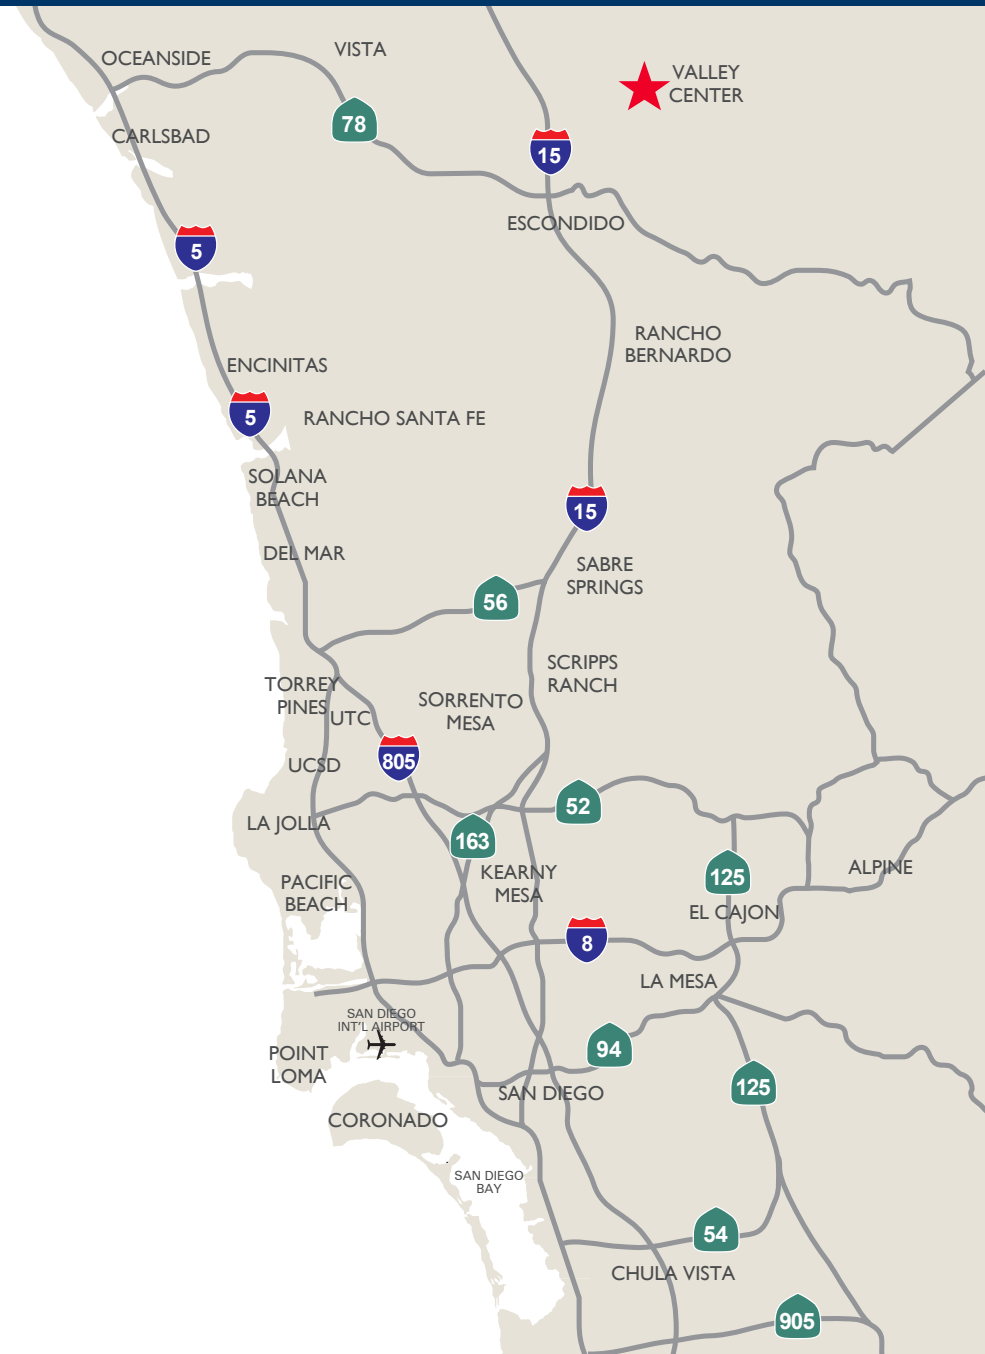 VISTA
OCEANSIDE
VALLEY
CENTER
78
CARLSBAD
15
ESCONDIDO
5
RANCHO
BERNARDO
ENCINITAS
5
RANCHO SANTA FE
SOLANA
BEACH
15
DEL MAR
SABRE
SPRINGS
56
SCRIPPS
RANCH
TORREY
PINES
UTC
SORRENTO
MESA
UCSD
805
52
LA JOLLA
163
KEARNY
MESA
125
ALPINE
PACIFIC
BEACH
EL CAJON
8
LA MESA
SAN DIEGO
INT'L AIRPORT
POINT
LOMA
94
125
SAN DIEGO
CORONADO
SAN DIEGO
BAY
54
CHULA VISTA
905